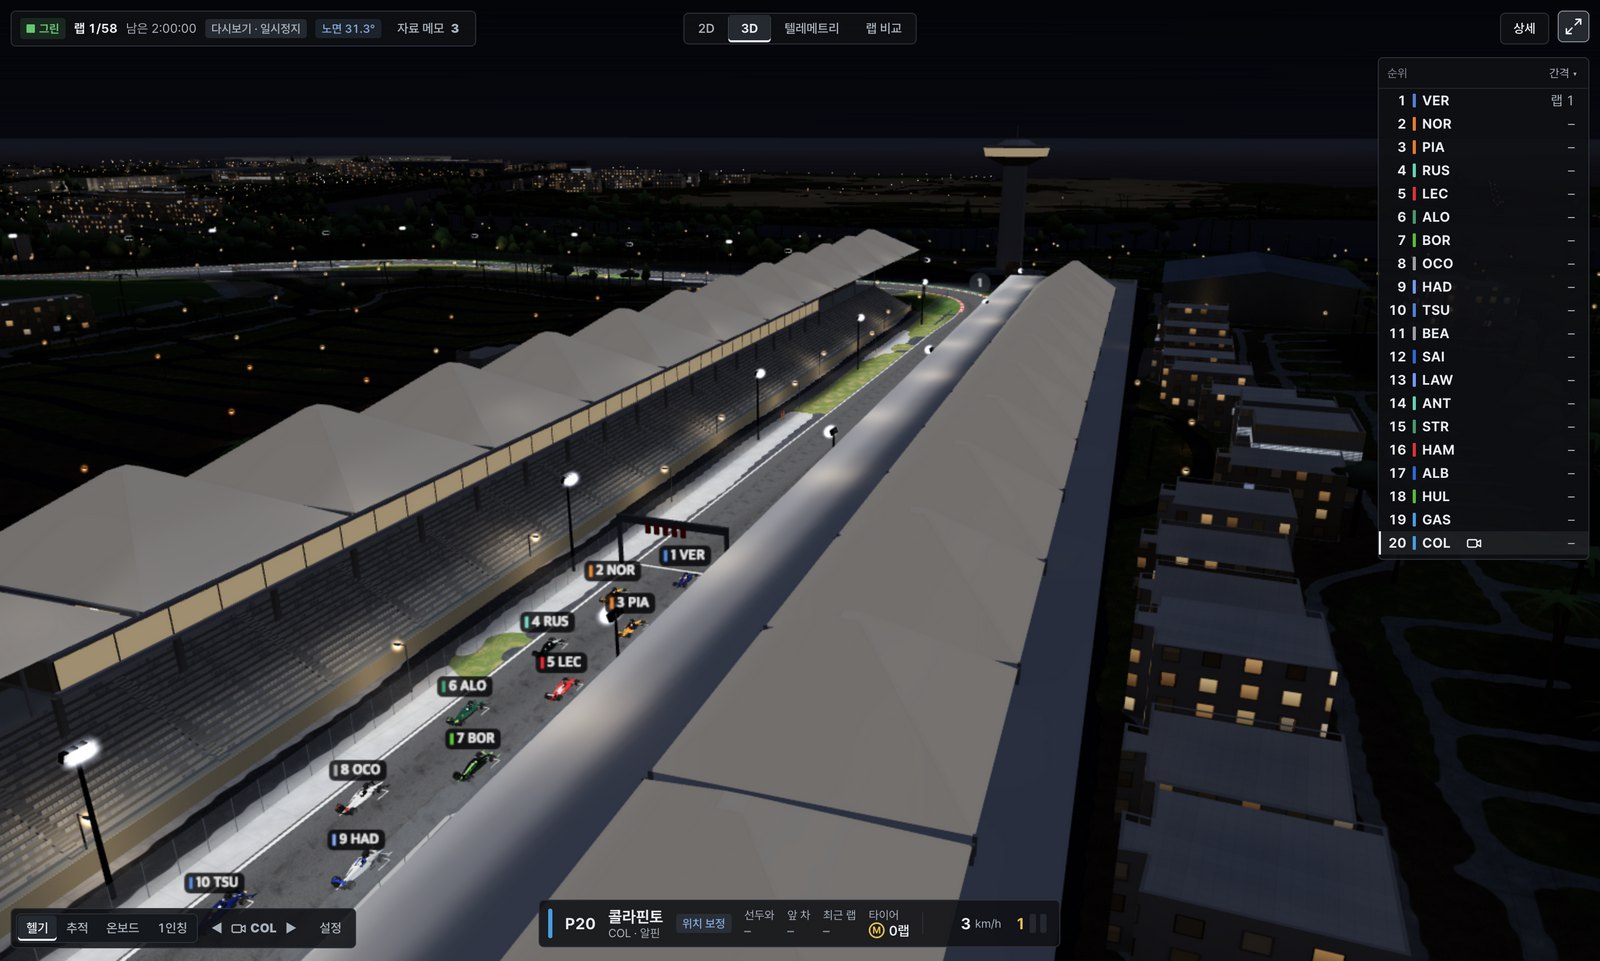 그린 랩 1/58 남은 2:00:00 다시보기 · 일시정지 노면 31.3° 자료 메모 3
2D 3D 텔레메트리 랩 비교
상세
순위 간격
1 VER 랩 1
2 NOR –
3 PIA –
4 RUS –
5 LEC –
6 ALO –
7 BOR –
8 OCO –
9 HAD –
10 TSU –
11 BEA –
12 SAI –
13 LAW –
14 ANT –
15 STR –
16 HAM –
17 ALB –
18 HUL –
19 GAS –
20 COL –
1
1 VER
2 NOR
3 PIA
4 RUS
5 LEC
6 ALO
7 BOR
8 OCO
9 HAD
10 TSU
헬기 추적 온보드 1인칭 COL 설정
P20 콜라핀토 위치 보정 선두와 앞 차 최근 랩 타이어
COL · 알핀 – – – M 0랩
3 km/h 1